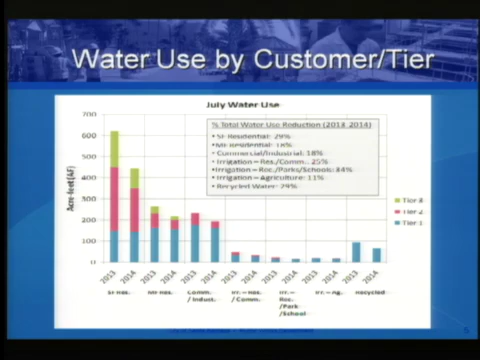 Water Use by Customer/Tier
July Water Use
% Total Water Use Reduction (2013 2014)
• SF Residential: 29%
• MF Residential: 18%
• Commercial/Industrial: 18%
• Irrigation – Res./Comm.: 25%
• Irrigation – Rec./Parks/Schools: 34%
• Irrigation – Agriculture: 11%
• Recycled Water: 29%
Acre-feet (AF)
700
600
500
400
300
200
100
0
Tier 3
Tier 2
Tier 1
2013 2014 2013 2014 2013 2014 2013 2014 2013 2014 2013 2014 2013 2014
SF Res. MF Res. Comm. / Indust. Irr. – Res. / Comm. Irr. – Rec. /Park /School Irr. – Ag. Recycled
5